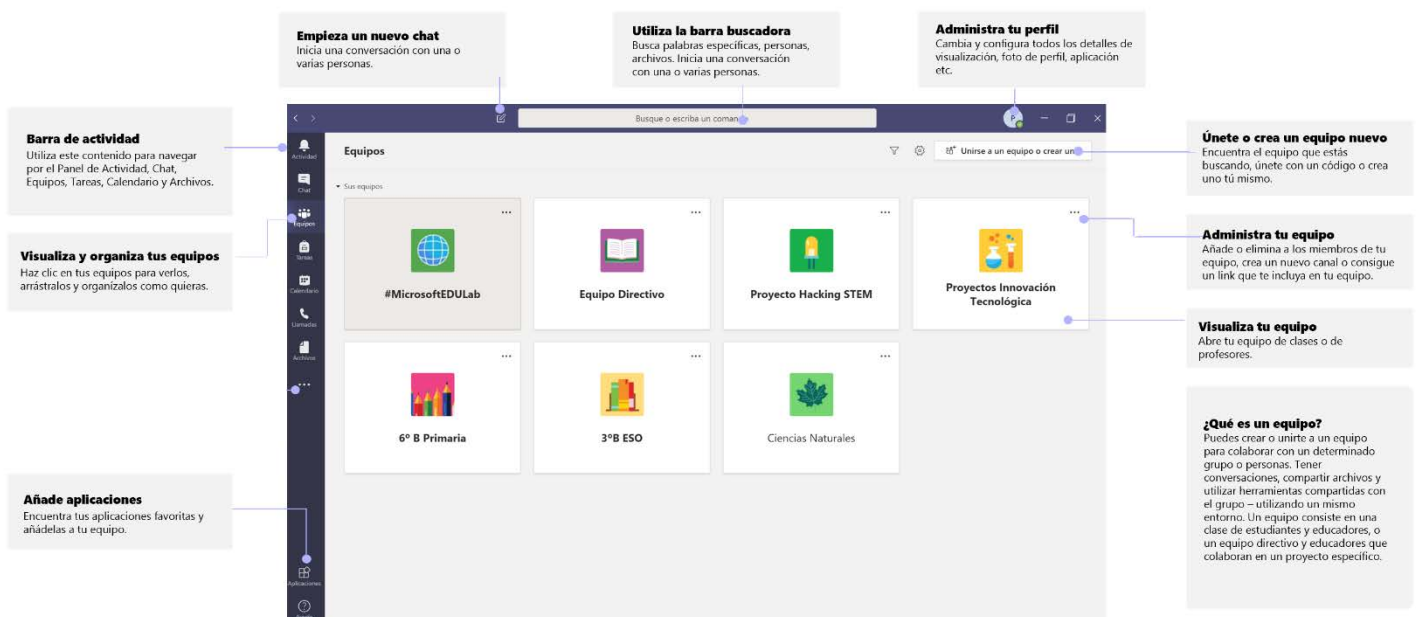 Empieza un nuevo chat
Inicia una conversación con una o
varias personas.
Utiliza la barra buscadora
Busca palabras específicas, personas,
archivos. Inicia una conversación
con una o varias personas.
Administra tu perfil
Cambia y configura todos los detalles de
visualización, foto de perfil, aplicación
etc.
Barra de actividad
Utiliza este contenido para navegar
por el Panel de Actividad, Chat,
Equipos, Tareas, Calendario y Archivos.
Visualiza y organiza tus equipos
Haz clic en tus equipos para verlos,
arrástralos y organízalos como quieras.
Añade aplicaciones
Encuentra tus aplicaciones favoritas y
añádelas a tu equipo.
Busque o escriba un coman
P
Actividad
Chat
Equipos
Tareas
Calendario
Llamadas
Archivos
Aplicaciones
Equipos
Unirse a un equipo o crear un
Sus equipos
#MicrosoftEDULab
Equipo Directivo
Proyecto Hacking STEM
Proyectos Innovación
Tecnológica
6º B Primaria
3ºB ESO
Ciencias Naturales
Únete o crea un equipo nuevo
Encuentra el equipo que estás
buscando, únete con un código o crea
uno tú mismo.
Administra tu equipo
Añade o elimina a los miembros de tu
equipo, crea un nuevo canal o consigue
un link que te incluya en tu equipo.
Visualiza tu equipo
Abre tu equipo de clases o de
profesores.
¿Qué es un equipo?
Puedes crear o unirte a un equipo
para colaborar con un determinado
grupo o personas. Tener
conversaciones, compartir archivos y
utilizar herramientas compartidas con
el grupo – utilizando un mismo
entorno. Un equipo consiste en una
clase de estudiantes y educadores, o
un equipo directivo y educadores que
colaboran en un proyecto específico.